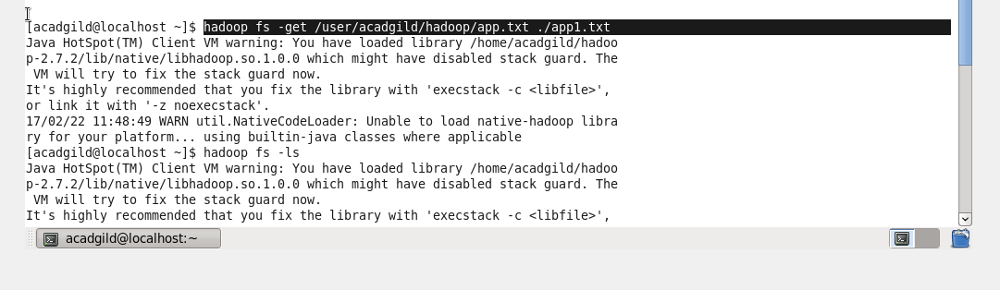 [acadgild@localhost ~]$ hadoop fs -get /user/acadgild/hadoop/app.txt ./app1.txt
Java HotSpot(TM) Client VM warning: You have loaded library /home/acadgild/hadoo
p-2.7.2/lib/native/libhadoop.so.1.0.0 which might have disabled stack guard. The
 VM will try to fix the stack guard now.
It's highly recommended that you fix the library with 'execstack -c <libfile>',
or link it with '-z noexecstack'.
17/02/22 11:48:49 WARN util.NativeCodeLoader: Unable to load native-hadoop libra
ry for your platform... using builtin-java classes where applicable
[acadgild@localhost ~]$ hadoop fs -ls
Java HotSpot(TM) Client VM warning: You have loaded library /home/acadgild/hadoo
p-2.7.2/lib/native/libhadoop.so.1.0.0 which might have disabled stack guard. The
 VM will try to fix the stack guard now.
It's highly recommended that you fix the library with 'execstack -c <libfile>',
acadgild@localhost:~